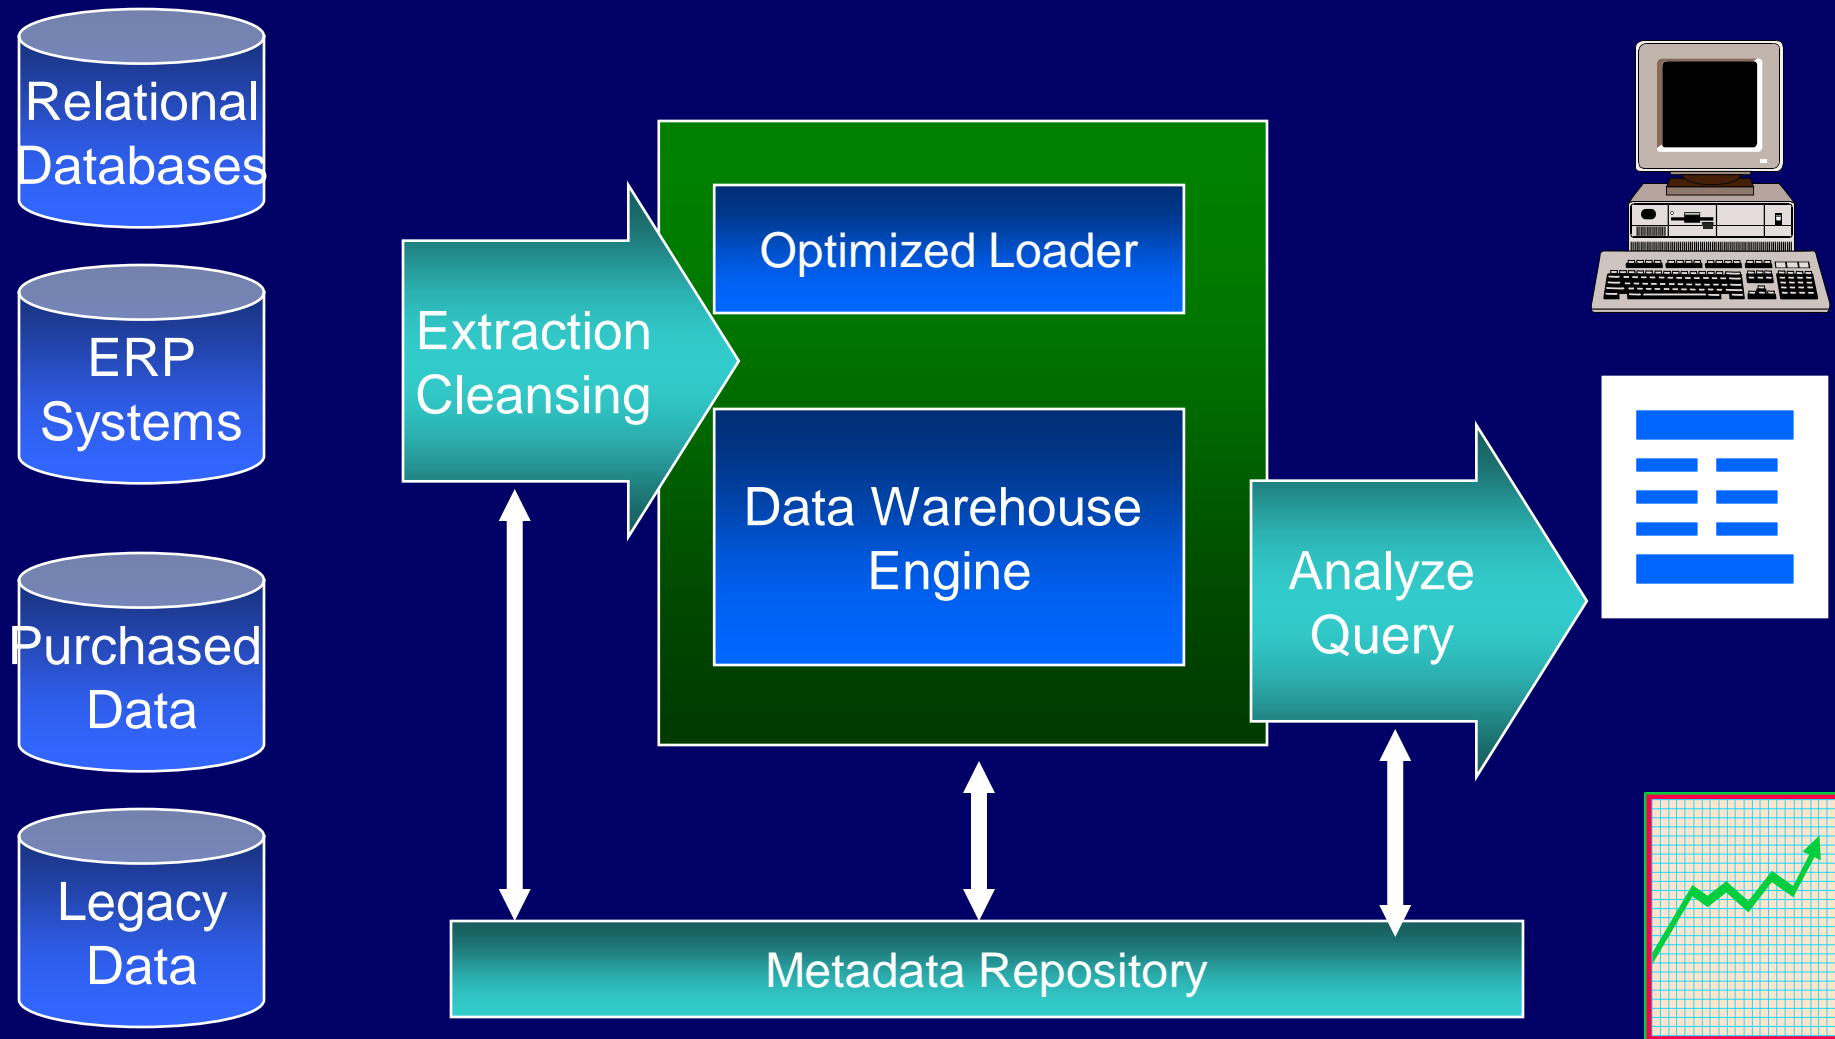 Relational
Databases
ERP
Systems
Purchased
Data
Legacy
Data
Extraction
Cleansing
Optimized Loader
Data Warehouse
Engine
Analyze
Query
Metadata Repository